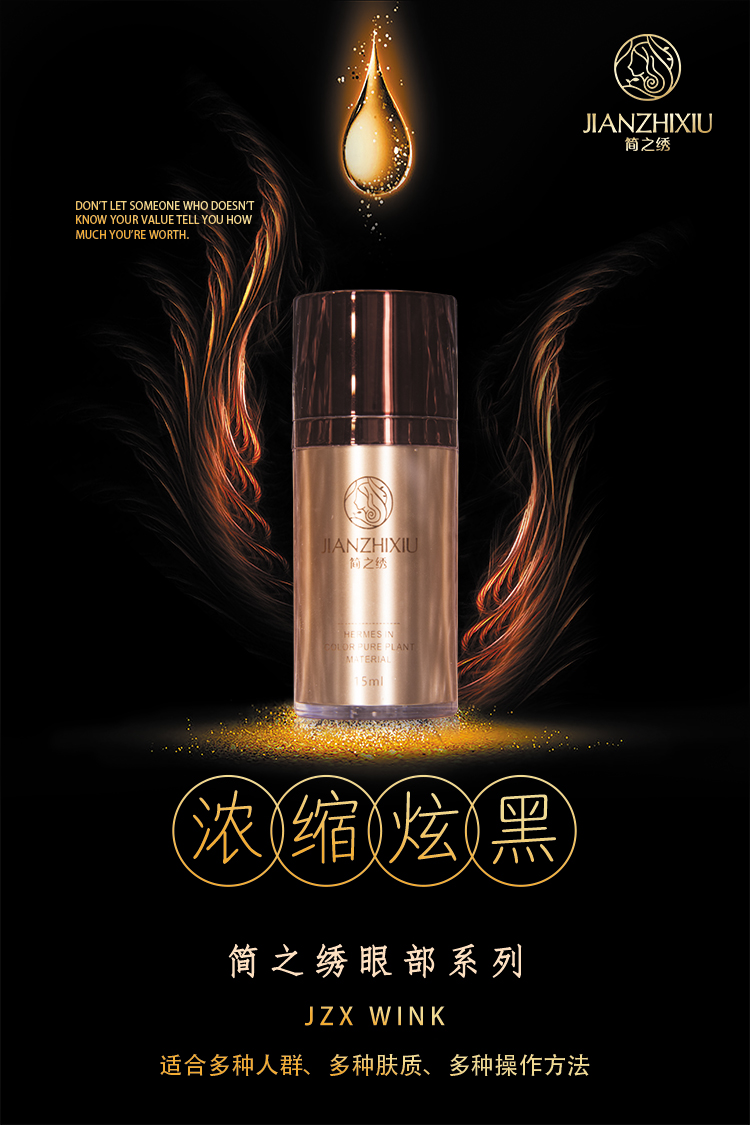 JIANZHIXIU
简之绣
DON'T LET SOMEONE WHO DOESN'T
KNOW YOUR VALUE TELL YOU HOW
MUCH YOU'RE WORTH.
JIANZHIXIU
简之绣
HERMES IN
COLOR PURE PLANT
MATERIAL
15ml
浓缩炫黑
简之绣眼部系列
JZX WINK
适合多种人群、多种肤质、多种操作方法